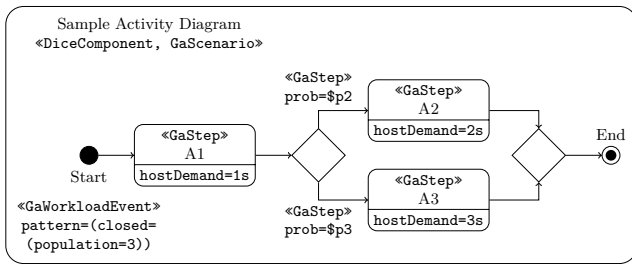 Sample Activity Diagram
«DiceComponent, GaScenario»
Start
«GaWorkloadEvent»
pattern=(closed=
(population=3))
«GaStep»
A1
hostDemand=1s
«GaStep»
prob=$p2
«GaStep»
prob=$p3
«GaStep»
A2
hostDemand=2s
«GaStep»
A3
hostDemand=3s
End